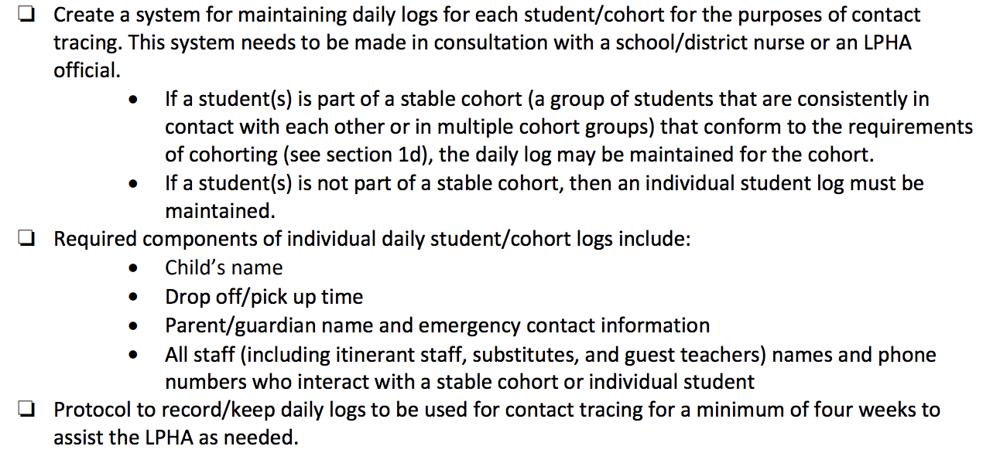 ❏ Create a system for maintaining daily logs for each student/cohort for the purposes of contact
tracing. This system needs to be made in consultation with a school/district nurse or an LPHA
official.
• If a student(s) is part of a stable cohort (a group of students that are consistently in
contact with each other or in multiple cohort groups) that conform to the requirements
of cohorting (see section 1d), the daily log may be maintained for the cohort.
• If a student(s) is not part of a stable cohort, then an individual student log must be
maintained.
❏ Required components of individual daily student/cohort logs include:
• Child’s name
• Drop off/pick up time
• Parent/guardian name and emergency contact information
• All staff (including itinerant staff, substitutes, and guest teachers) names and phone
numbers who interact with a stable cohort or individual student
❏ Protocol to record/keep daily logs to be used for contact tracing for a minimum of four weeks to
assist the LPHA as needed.